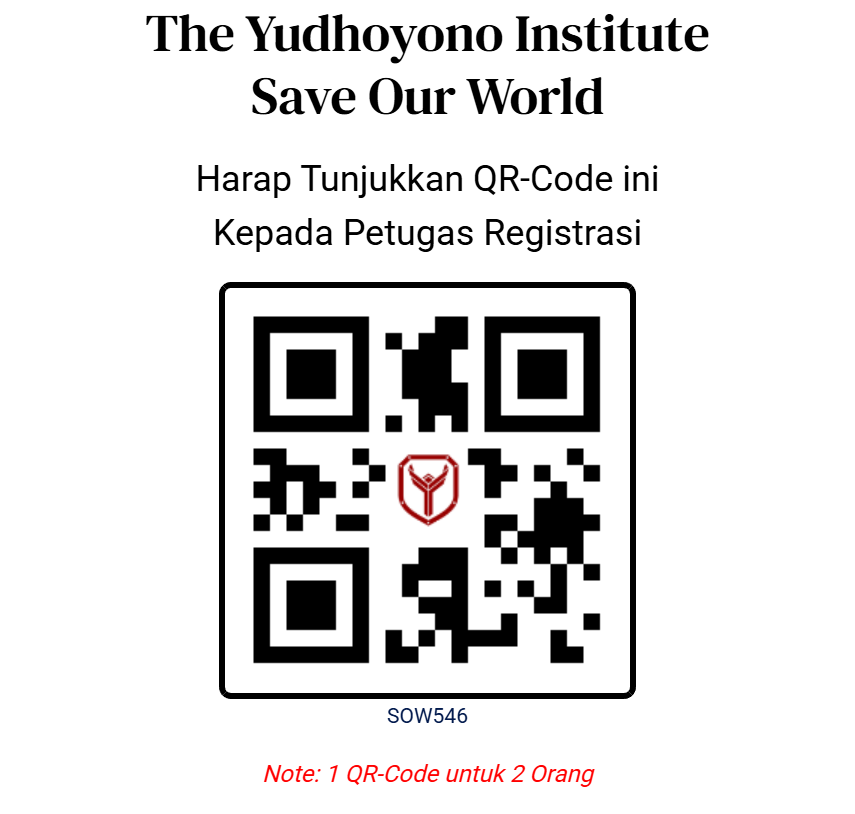 The Yudhoyono Institute
Save Our World
Harap Tunjukkan QR-Code ini
Kepada Petugas Registrasi
SOW546
Note: 1 QR-Code untuk 2 Orang